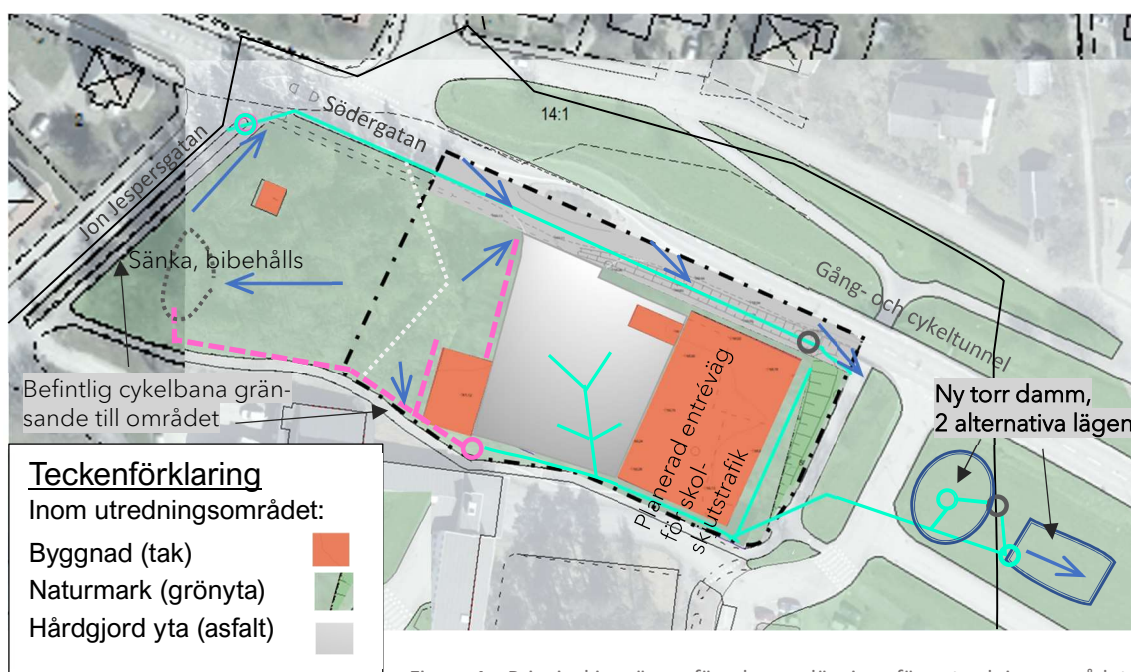 Södergatan
14:1
Jon Jespersgatan
Sänka, bibehålls
Gång- och cykeltunnel
Befintlig cykelbana grän-
sande till området
Planerad entréväg
för skol-
skjutstrafik
Ny torr damm,
2 alternativa lägen
Teckenförklaring
Inom utredningsområdet:
Byggnad (tak)
Naturmark (grönyta)
Hårdgjord yta (asfalt)